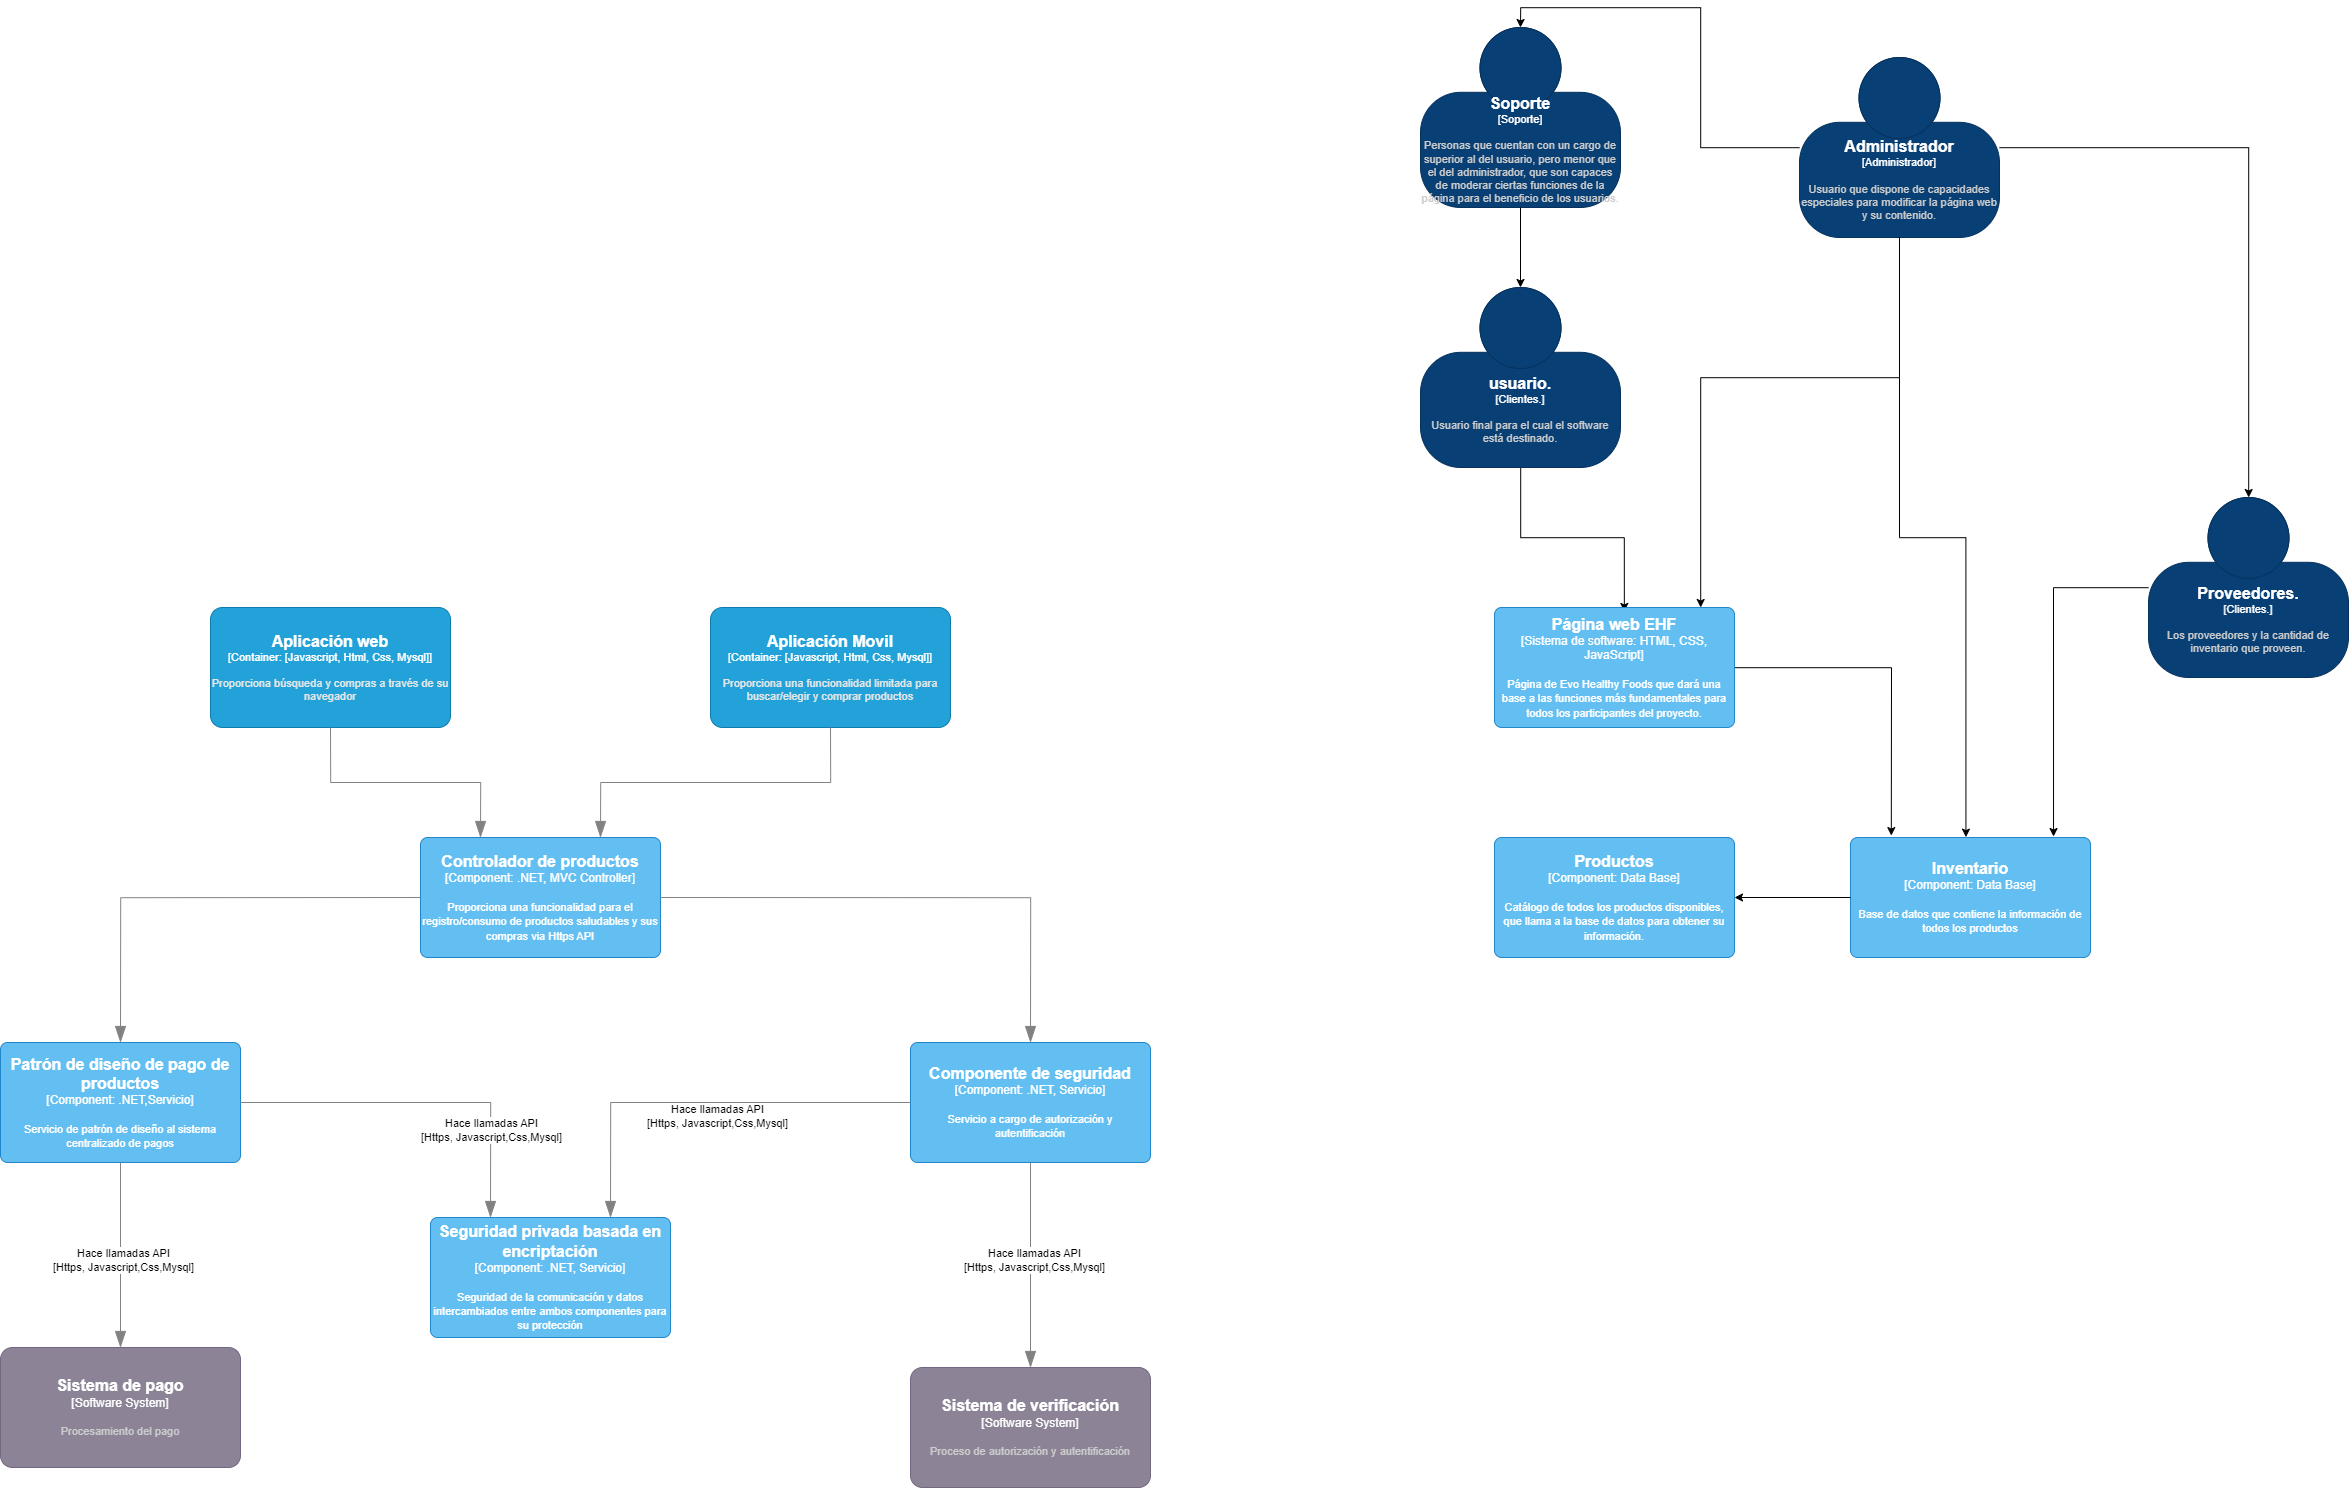 Soporte
[Soporte]
Personas que cuentan con un cargo de
superior al del usuario, pero menor que
el del administrador, que son capaces
de moderar ciertas funciones de la
página para el beneficio de los usuarios.
Administrador
[Administrador]
Usuario que dispone de capacidades
especiales para modificar la página web
y su contenido.
usuario.
[Clientes.]
Usuario final para el cual el software
está destinado.
Proveedores.
[Clientes.]
Los proveedores y la cantidad de
inventario que proveen.
Aplicación web
[Container: [Javascript, Html, Css, Mysql]]
Proporciona búsqueda y compras a través de su
navegador
Aplicación Movil
[Container: [Javascript, Html, Css, Mysql]]
Proporciona una funcionalidad limitada para
buscar/elegir y comprar productos
Página web EHF
[Sistema de software: HTML, CSS,
JavaScript]
Página de Evo Healthy Foods que dará una
base a las funciones más fundamentales para
todos los participantes del proyecto.
Controlador de productos
[Component: .NET, MVC Controller]
Proporciona una funcionalidad para el
registro/consumo de productos saludables y sus
compras via Https API
Productos
[Component: Data Base]
Catálogo de todos los productos disponibles,
que llama a la base de datos para obtener su
información.
Inventario
[Component: Data Base]
Base de datos que contiene la información de
todos los productos
Patrón de diseño de pago de
productos
[Component: .NET,Servicio]
Servicio de patrón de diseño al sistema
centralizado de pagos
Hace llamadas API
[Https, Javascript,Css,Mysql]
Hace llamadas API
[Https, Javascript,Css,Mysql]
Componente de seguridad
[Component: .NET, Servicio]
Servicio a cargo de autorización y
autentificación
Seguridad privada basada en
encriptación
[Component: .NET, Servicio]
Seguridad de la comunicación y datos
intercambiados entre ambos componentes para
su protección
Hace llamadas API
[Https, Javascript,Css,Mysql]
Hace llamadas API
[Https, Javascript,Css,Mysql]
Sistema de pago
[Software System]
Procesamiento del pago
Sistema de verificación
[Software System]
Proceso de autorización y autentificación